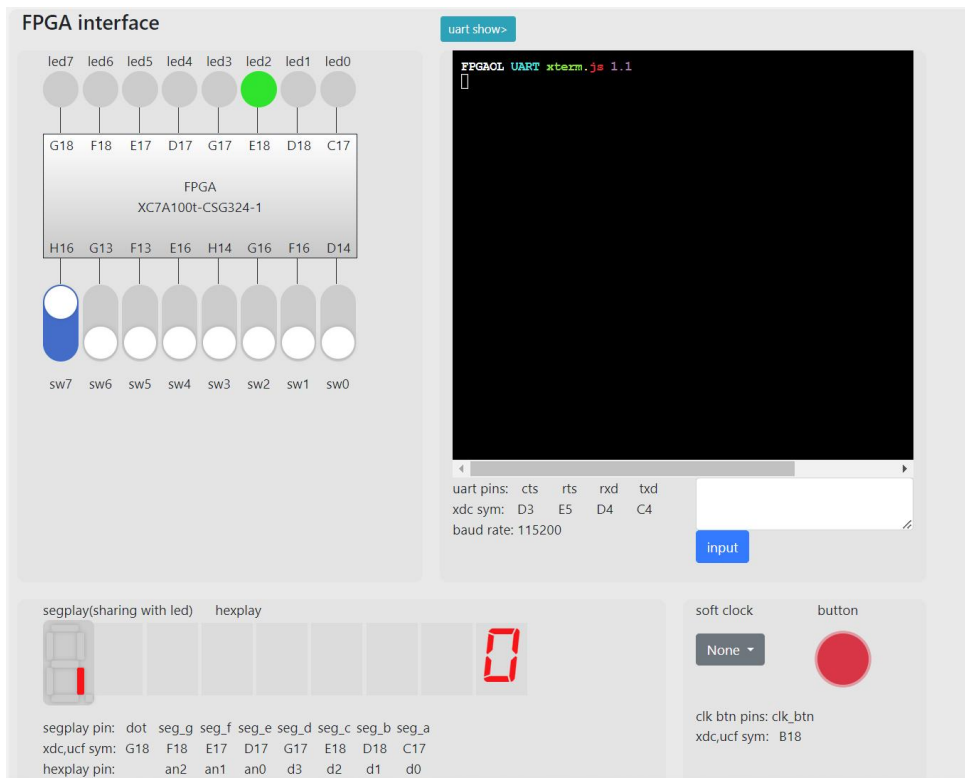 FPGA interface
uart show>
led7 led6 led5 led4 led3 led2 led1 led0
G18 F18 E17 D17 G17 E18 D18 C17
FPGA
XC7A100t-CSG324-1
H16 G13 F13 E16 H14 G16 F16 D14
sw7 sw6 sw5 sw4 sw3 sw2 sw1 sw0
FPGAOL UART xterm.js 1.1
uart pins: cts rts rxd txd
xdc sym: D3 E5 D4 C4
baud rate: 115200
input
segplay(sharing with led) hexplay
0
segplay pin: dot seg_g seg_f seg_e seg_d seg_c seg_b seg_a
xdc,ucf sym: G18 F18 E17 D17 G17 E18 D18 C17
hexplay pin: an2 an1 an0 d3 d2 d1 d0
soft clock button
None
clk btn pins: clk_btn
xdc,ucf sym: B18